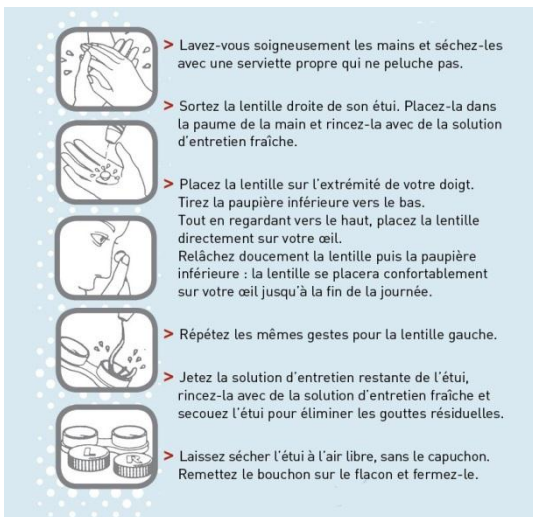 > Lavez-vous soigneusement les mains et séchez-les
avec une serviette propre qui ne peluche pas.
> Sortez la lentille droite de son étui. Placez-la dans
la paume de la main et rincez-la avec de la solution
d'entretien fraîche.
> Placez la lentille sur l'extrémité de votre doigt.
Tirez la paupière inférieure vers le bas.
Tout en regardant vers le haut, placez la lentille
directement sur votre œil.
Relâchez doucement la lentille puis la paupière
inférieure : la lentille se placera confortablement
sur votre œil jusqu'à la fin de la journée.
> Répétez les mêmes gestes pour la lentille gauche.
> Jetez la solution d'entretien restante de l'étui,
rincez-la avec de la solution d'entretien fraîche et
secouez l'étui pour éliminer les gouttes résiduelles.
> Laissez sécher l'étui à l'air libre, sans le capuchon.
Remettez le bouchon sur le flacon et fermez-le.
L R